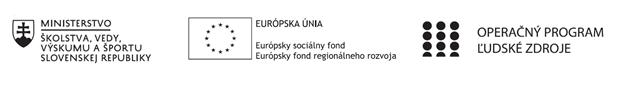 MINISTERSTVO
ŠKOLSTVA, VEDY,
VÝSKUMU A ŠPORTU
SLOVENSKEJ REPUBLIKY
EURÓPSKA ÚNIA
Európsky sociálny fond
Európsky fond regionálneho rozvoja
OPERAČNÝ PROGRAM
ĽUDSKÉ ZDROJE